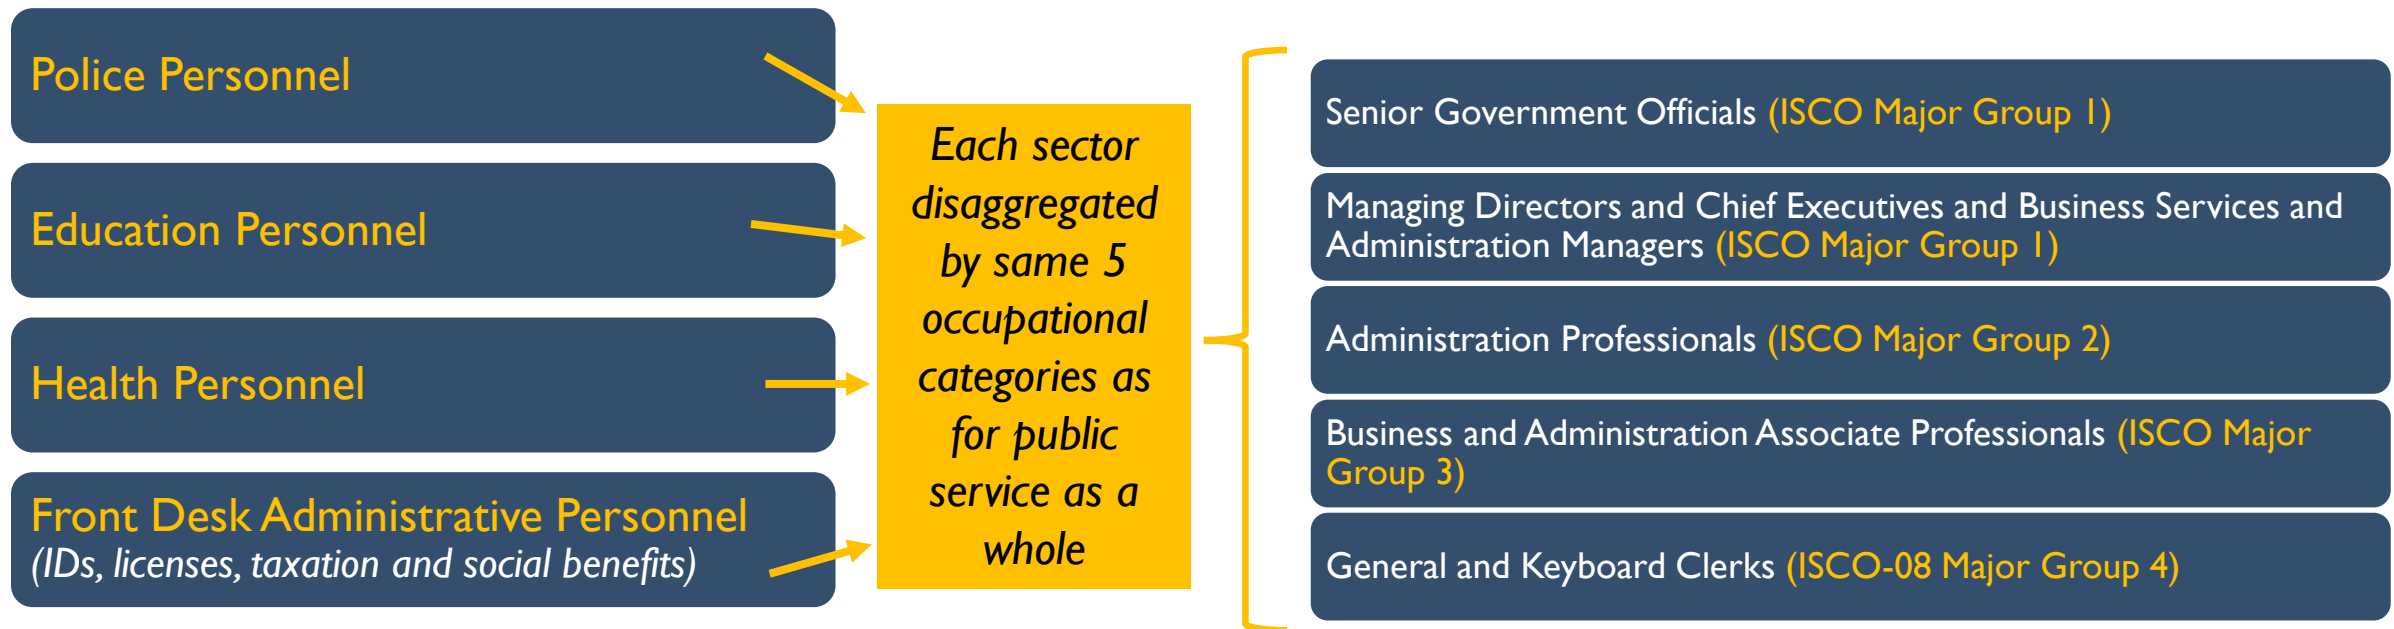 Police Personnel
Education Personnel
Health Personnel
Front Desk Administrative Personnel
(IDs, licenses, taxation and social benefits)
Each sector
disaggregated
by same 5
occupational
categories as
for public
service as a
whole
Senior Government Officials (ISCO Major Group 1)
Managing Directors and Chief Executives and Business Services and
Administration Managers (ISCO Major Group 1)
Administration Professionals (ISCO Major Group 2)
Business and Administration Associate Professionals (ISCO Major
Group 3)
General and Keyboard Clerks (ISCO-08 Major Group 4)